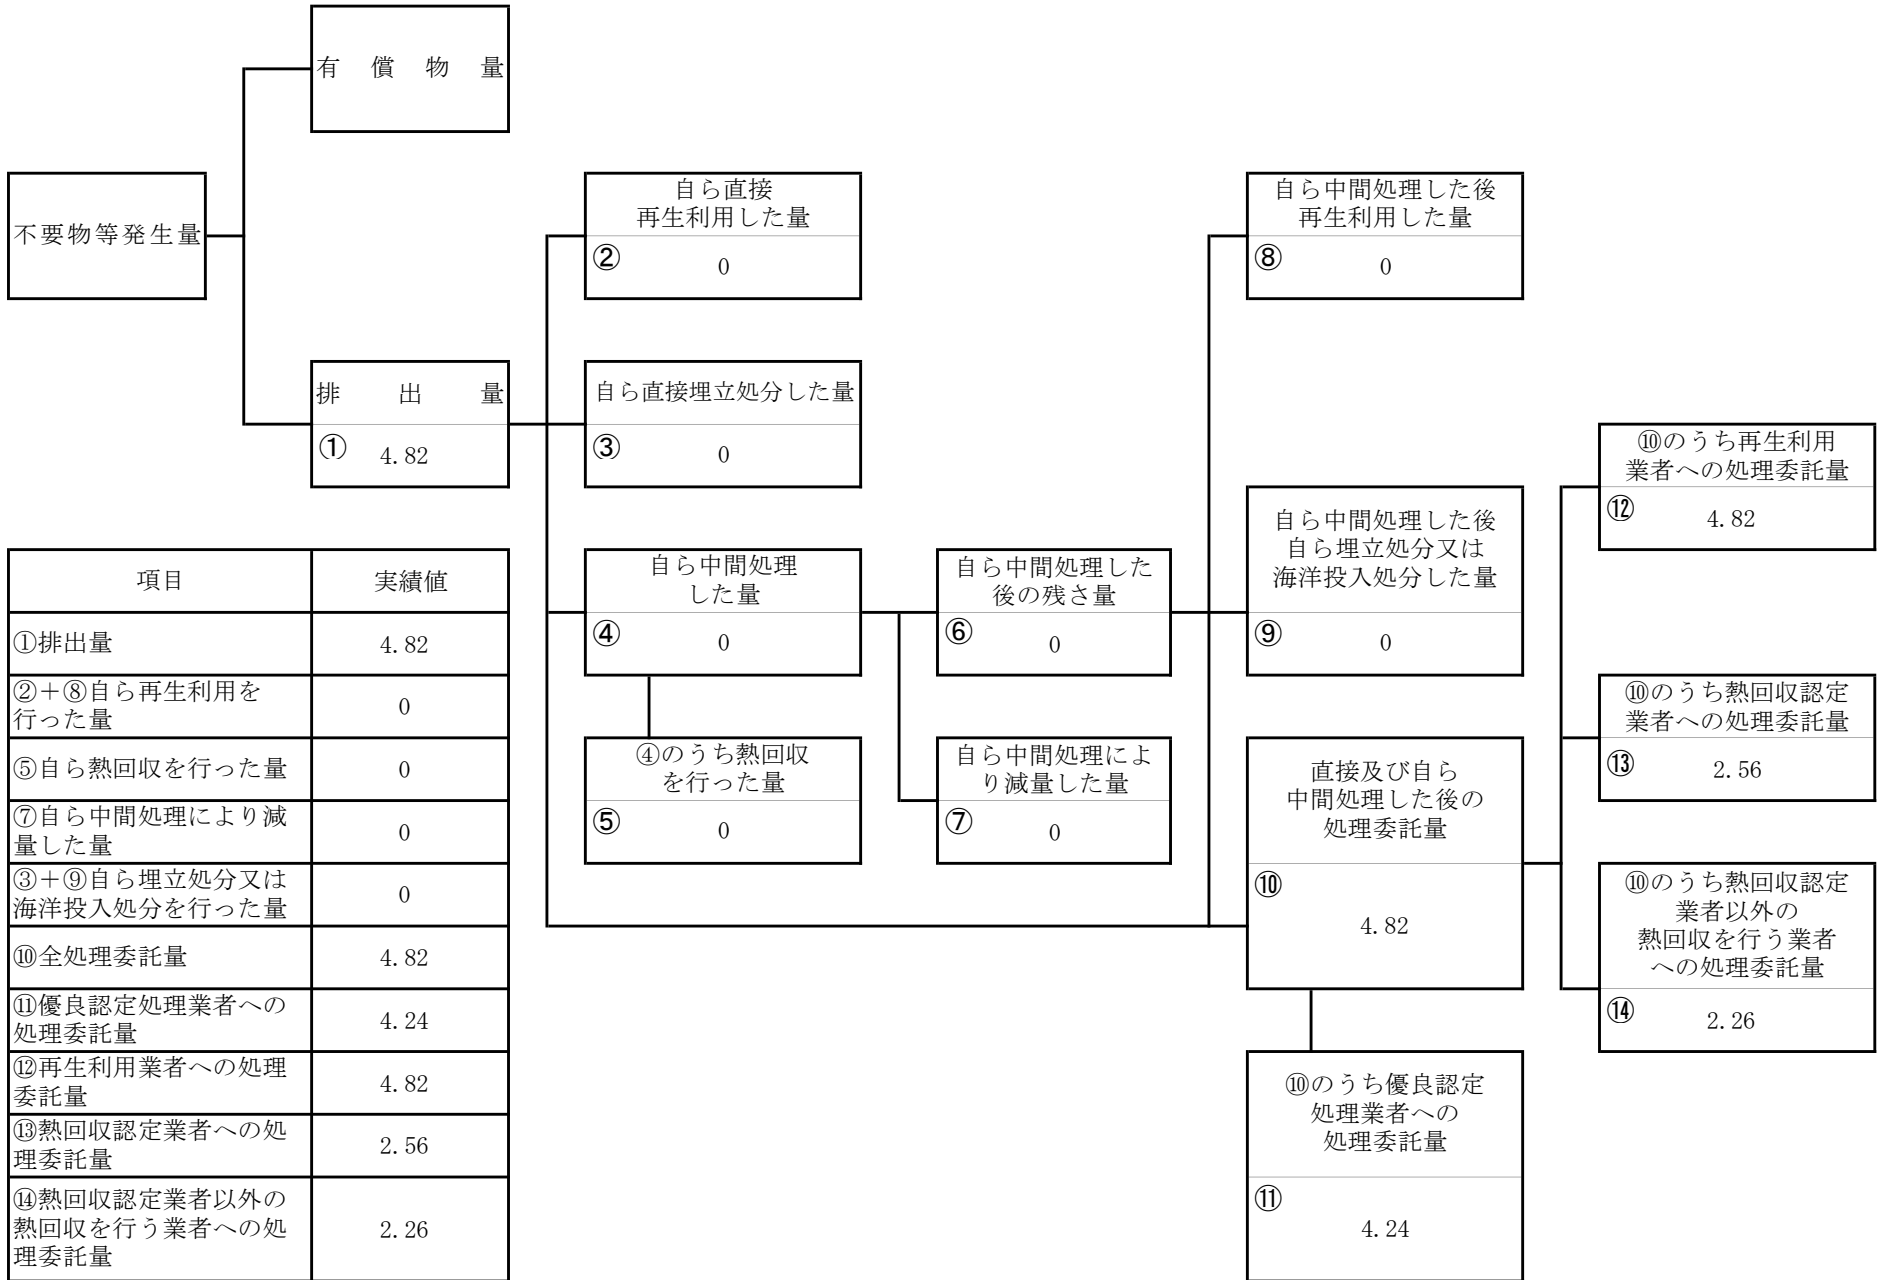 有償物量
不要物等発生量
排出量
① 4.82
自ら直接
再生利用した量
② 0
自ら直接埋立処分した量
③ 0
自ら中間処理
した量
④ 0
④のうち熱回収
を行った量
⑤ 0
自ら中間処理した
後の残さ量
⑥ 0
自ら中間処理によ
り減量した量
⑦ 0
自ら中間処理した後
再生利用した量
⑧ 0
自ら中間処理した後
自ら埋立処分又は
海洋投入処分した量
⑨ 0
直接及び自ら
中間処理した後の
処理委託量
⑩
4.82
⑩のうち優良認定
処理業者への
処理委託量
⑪
4.24
⑩のうち再生利用
業者への処理委託量
⑫ 4.82
⑩のうち熱回収認定
業者への処理委託量
⑬ 2.56
⑩のうち熱回収認定
業者以外の
熱回収を行う業者
への処理委託量
⑭ 2.26
項目 実績値
①排出量 4.82
②＋⑧自ら再生利用を
行った量 0
⑤自ら熱回収を行った量 0
⑦自ら中間処理により減
量した量 0
③＋⑨自ら埋立処分又は
海洋投入処分を行った量 0
⑩全処理委託量 4.82
⑪優良認定処理業者への
処理委託量 4.24
⑫再生利用業者への処理
委託量 4.82
⑬熱回収認定業者への処
理委託量 2.56
⑭熱回収認定業者以外の
熱回収を行う業者への処
理委託量 2.26